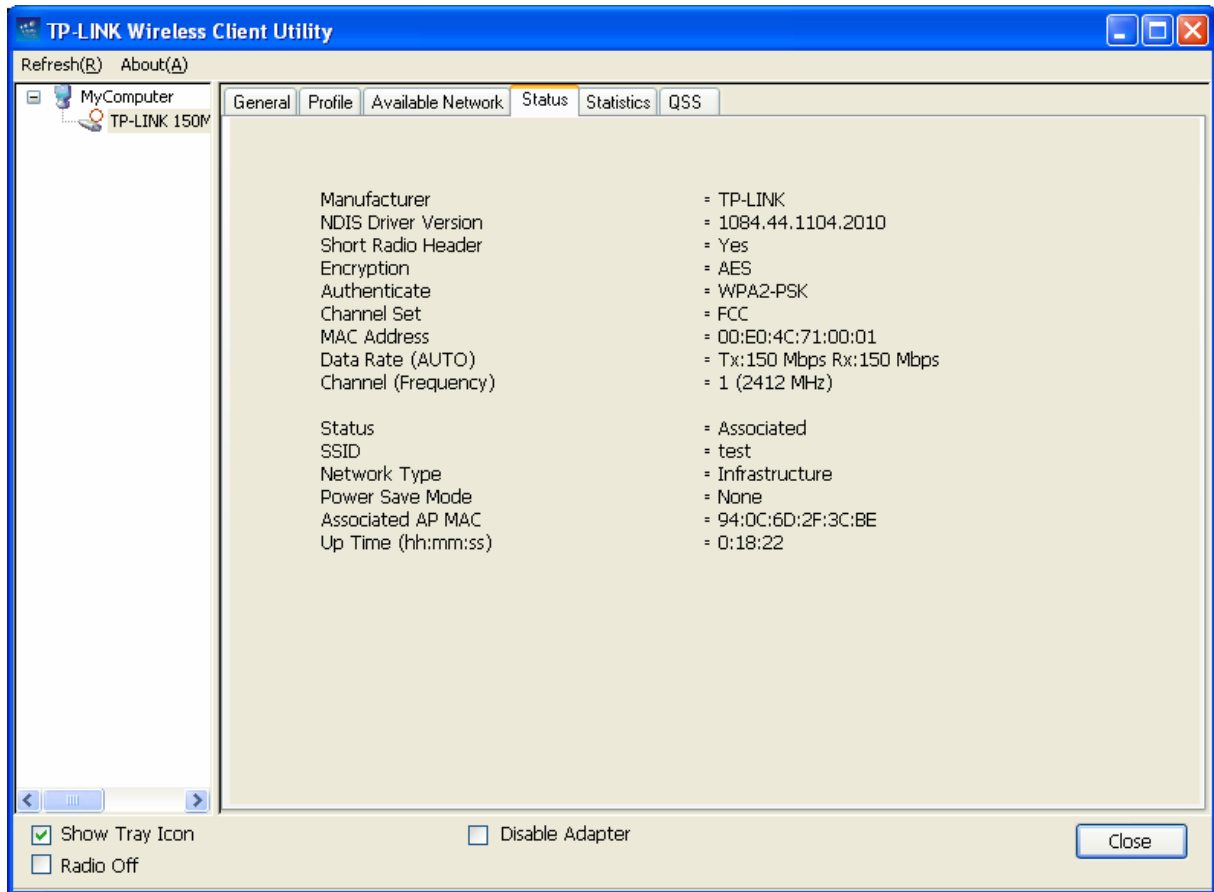 TP-LINK Wireless Client Utility
Refresh(R) About(A)
MyComputer
TP-LINK 150M
General Profile Available Network Status Statistics QSS
Manufacturer = TP-LINK
NDIS Driver Version = 1084.44.1104.2010
Short Radio Header = Yes
Encryption = AES
Authenticate = WPA2-PSK
Channel Set = FCC
MAC Address = 00:E0:4C:71:00:01
Data Rate (AUTO) = Tx:150 Mbps Rx:150 Mbps
Channel (Frequency) = 1 (2412 MHz)
Status = Associated
SSID = test
Network Type = Infrastructure
Power Save Mode = None
Associated AP MAC = 94:0C:6D:2F:3C:BE
Up Time (hh:mm:ss) = 0:18:22
Show Tray Icon Disable Adapter Close
Radio Off